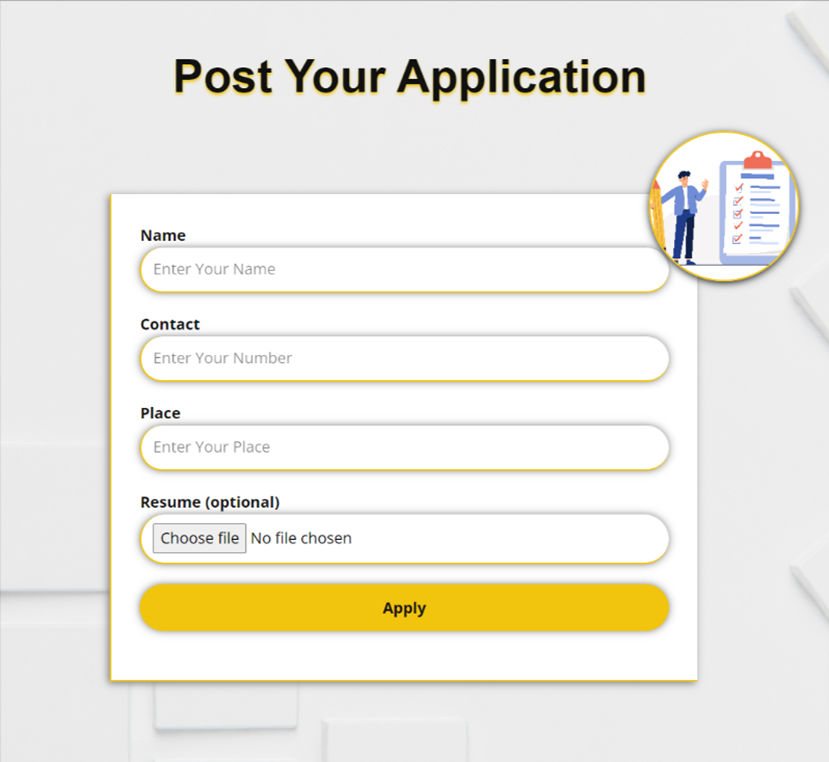 Post Your Application
Name
Enter Your Name
Contact
Enter Your Number
Place
Enter Your Place
Resume (optional)
Choose file No file chosen
Apply